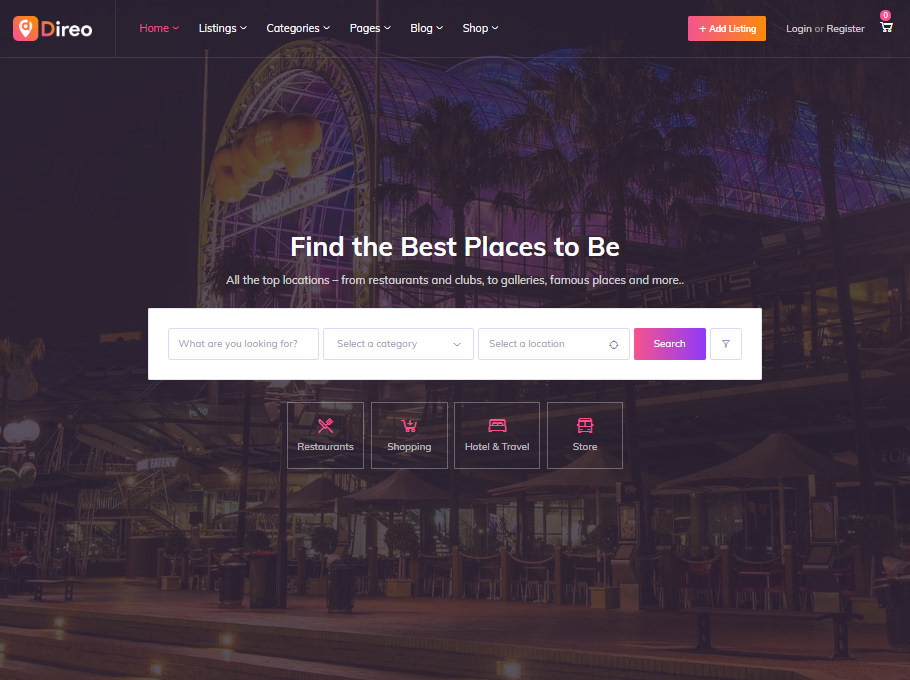 Direo
Home Listings Categories Pages Blog Shop
+ Add Listing
Login or Register
0
HARBOURSIDE
Find the Best Places to Be
All the top locations – from restaurants and clubs, to galleries, famous places and more..
What are you looking for? Select a category Select a location Search
Restaurants Shopping Hotel & Travel Store